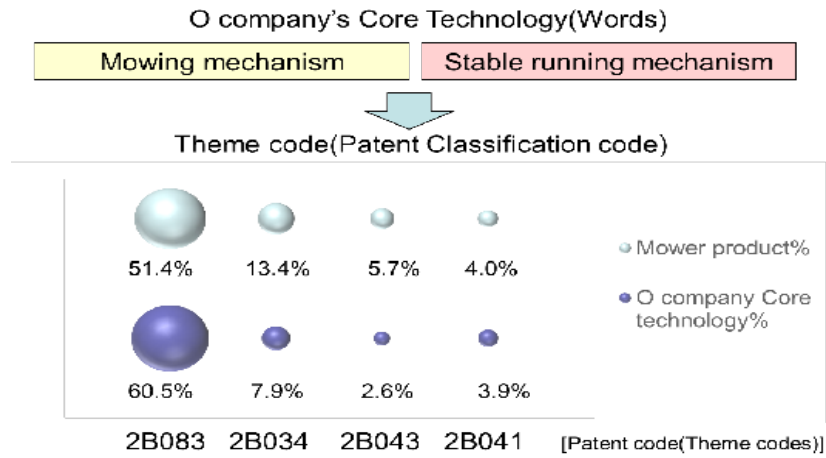 O company's Core Technology(Words)
Mowing mechanism
Stable running mechanism
Theme code(Patent Classification code)
51.4% 13.4% 5.7% 4.0%
Mower product%
O company Core
technology%
60.5% 7.9% 2.6% 3.9%
2B083 2B034 2B043 2B041 [Patent code(Theme codes)]